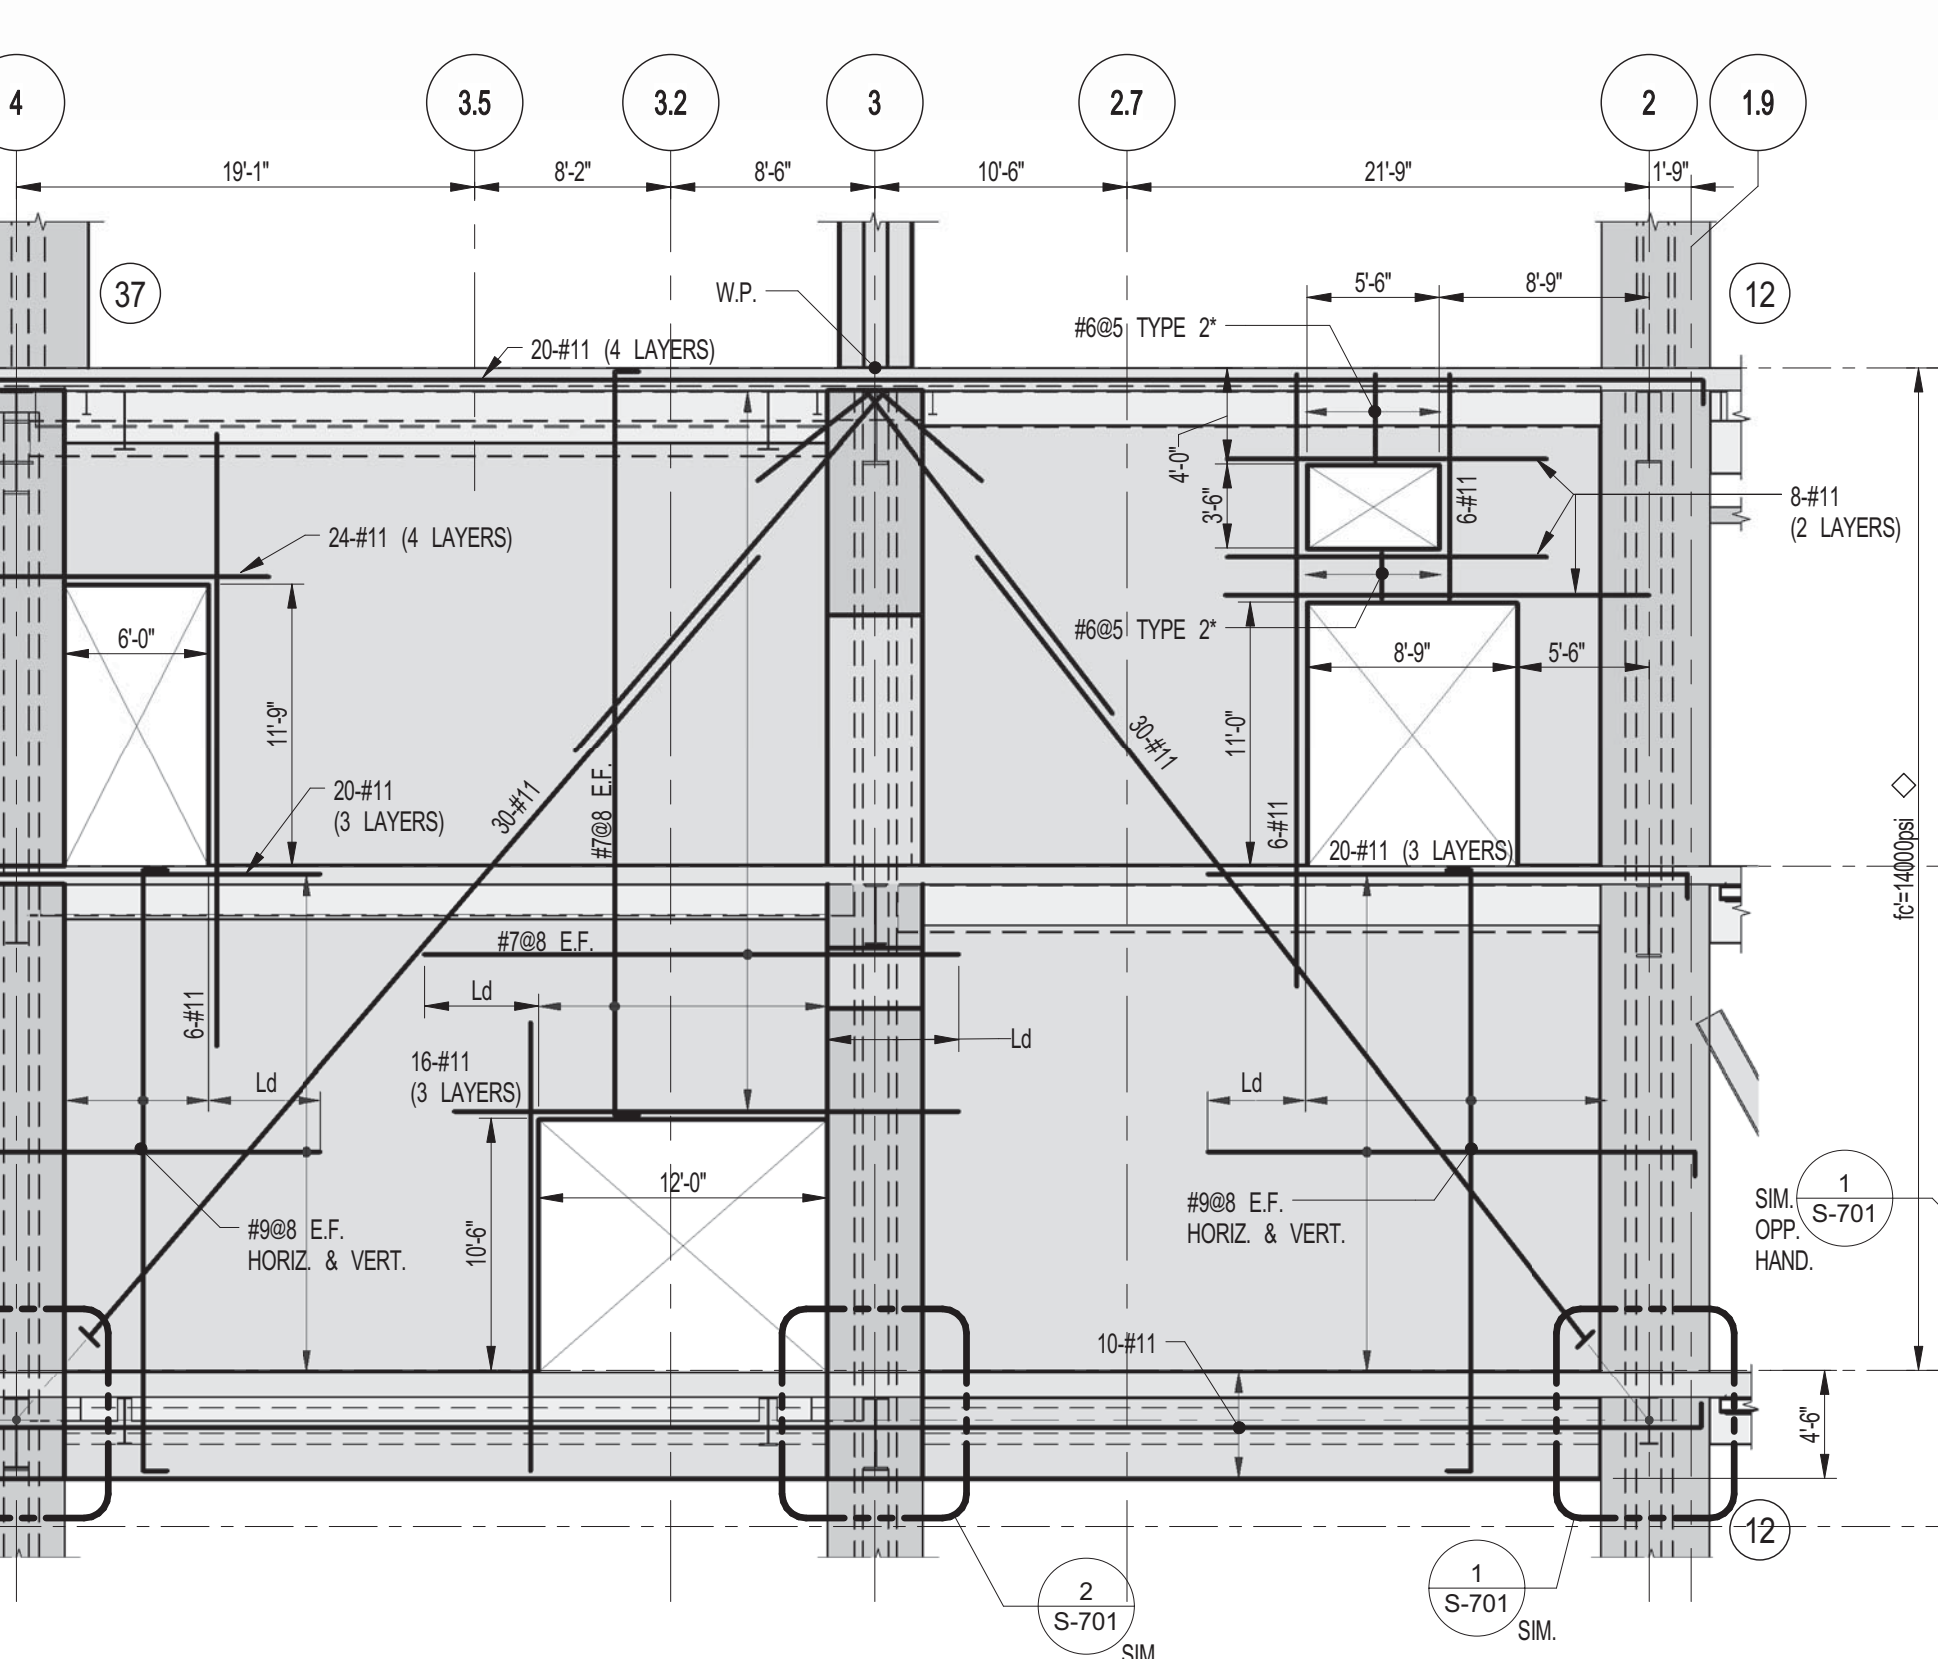 4
3.5
3.2
3
2.7
2
1.9
19'-1"
8'-2"
8'-6"
10'-6"
21'-9"
1'-9"
37
W.P.
5'-6"
8'-9"
12
#6@5 TYPE 2*
20-#11 (4 LAYERS)
4'-0"
3'-6"
6-#11
8-#11
(2 LAYERS)
24-#11 (4 LAYERS)
6'-0"
11'-9"
#6@5 TYPE 2*
8'-9"
5'-6"
11'-0"
30-#11
30-#11
#7@8 E.F.
20-#11
(3 LAYERS)
6-#11
20-#11 (3 LAYERS)
fc'=14000psi
#7@8 E.F.
Ld
6-#11
Ld
16-#11
(3 LAYERS)
Ld
Ld
12'-0"
10'-6"
#9@8 E.F.
HORIZ. & VERT.
#9@8 E.F.
HORIZ. & VERT.
SIM.
OPP.
HAND.
1
S-701
10-#11
4'-6"
12
2
S-701
SIM.
1
S-701
SIM.